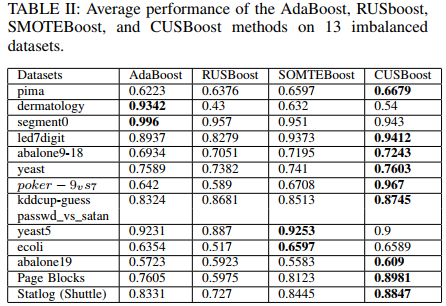 TABLE II: Average performance of the AdaBoost, RUSboost,
SMOTEBoost, and CUSBoost methods on 13 imbalanced
datasets.
Datasets AdaBoost RUSBoost SOMTEBoost CUSBoost
pima 0.6223 0.6376 0.6597 0.6679
dermatology 0.9342 0.43 0.632 0.54
segment0 0.996 0.957 0.951 0.943
led7digit 0.8937 0.8279 0.9373 0.9412
abalone9-18 0.6934 0.7051 0.7195 0.7243
yeast 0.7589 0.7382 0.741 0.7603
poker − 9vs7 0.642 0.589 0.6708 0.967
kddcup-guess 0.8324 0.8681 0.8513 0.8745
passwd_vs_satan
yeast5 0.9231 0.887 0.9253 0.9
ecoli 0.6354 0.517 0.6597 0.6589
abalone19 0.5723 0.5923 0.5583 0.609
Page Blocks 0.7605 0.5975 0.8123 0.8981
Statlog (Shuttle) 0.8331 0.727 0.8445 0.8847